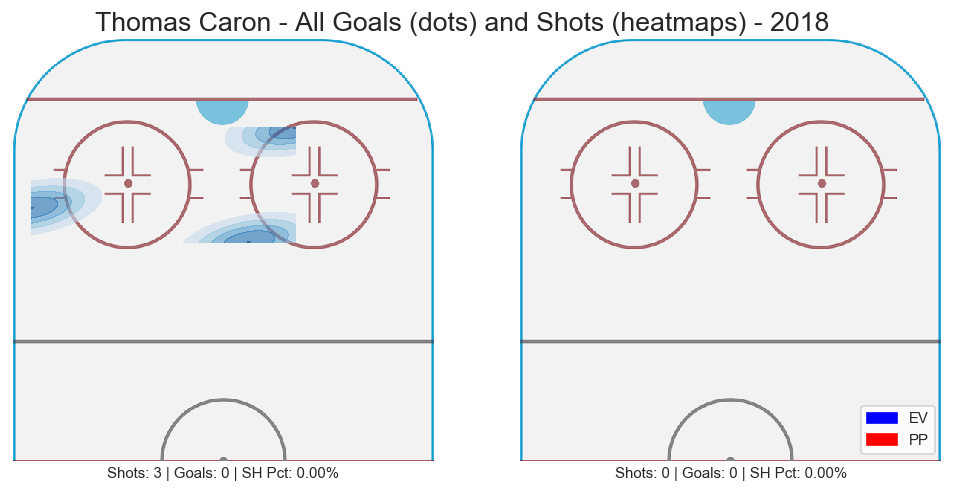 Thomas Caron - All Goals (dots) and Shots (heatmaps) - 2018
EV
PP
Shots: 3 | Goals: 0 | SH Pct: 0.00%
Shots: 0 | Goals: 0 | SH Pct: 0.00%